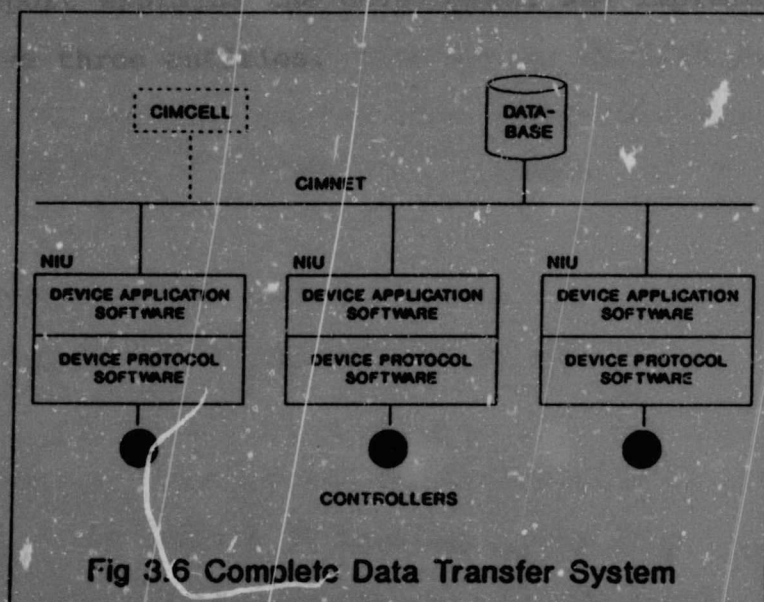 three entities.
CIMCELL
DATA-
BASE
CIMNET
NIU
NIU
NIU
DEVICE APPLICATION
SOFTWARE
DEVICE APPLICATION
SOFTWARE
DEVICE APPLICATION
SOFTWARE
DEVICE PROTOCOL
SOFTWARE
DEVICE PROTOCOL
SOFTWARE
DEVICE PROTOCOL
SOFTWARE
CONTROLLERS
Fig 3.6 Complete Data Transfer System